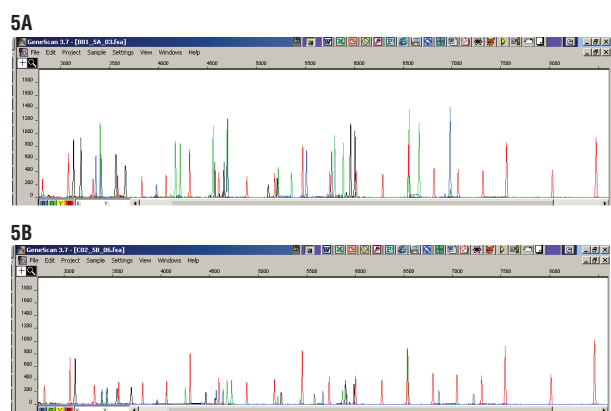 5A
GeneScan 3.7 - [B01_5A_03.fsa]
File Edit Project Sample Settings View Windows Help
3000 3500 4000 4500 5000 5500 6000 6500 7000 7500 8000
1800
1600
1400
1200
1000
800
600
400
200
0
B G Y R X: Y:
5B
GeneScan 3.7 - [C02_5B_06.fsa]
File Edit Project Sample Settings View Windows Help
3000 3500 4000 4500 5000 5500 6000 6500 7000 7500 8000
1800
1600
1400
1200
1000
800
600
400
200
0
B G Y R X: Y: